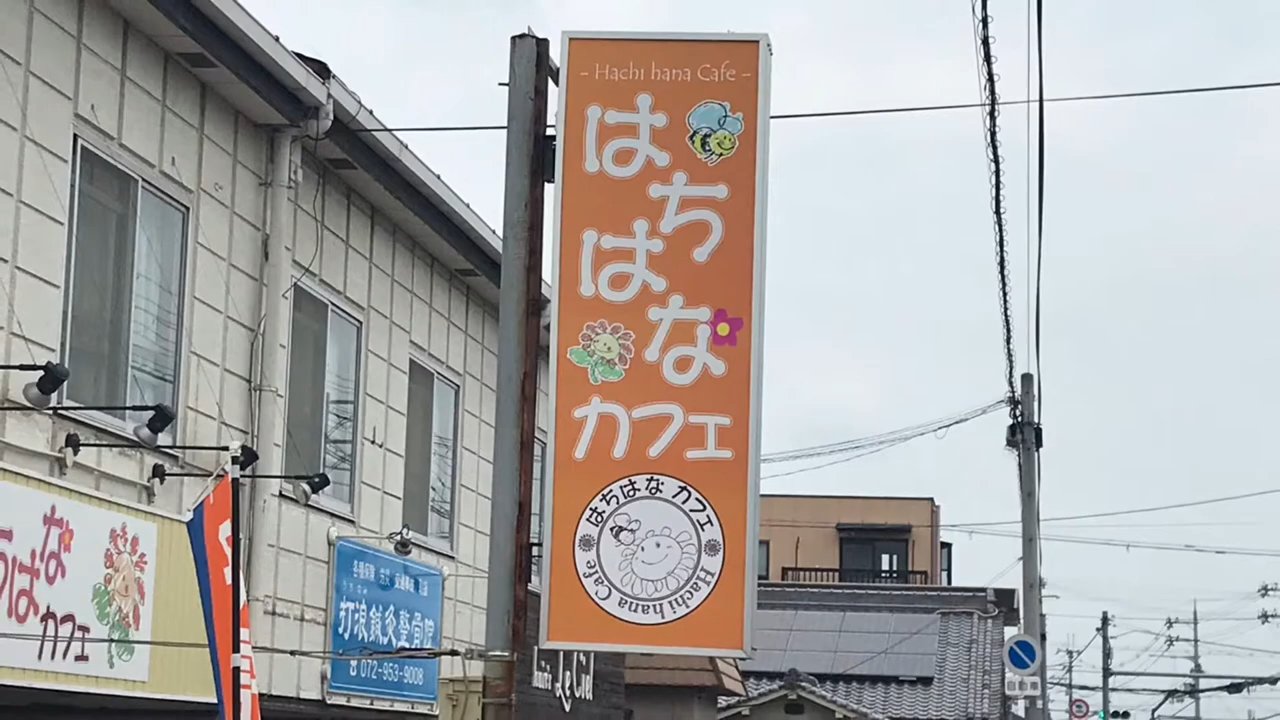 - Hachi hana Cafe -
はちはな
カフェ
はちはな カフェ
Hachi hana Cafe
はな
カフェ
打浪鍼灸整骨院
☎072-953-9008
hair's Le Ciel